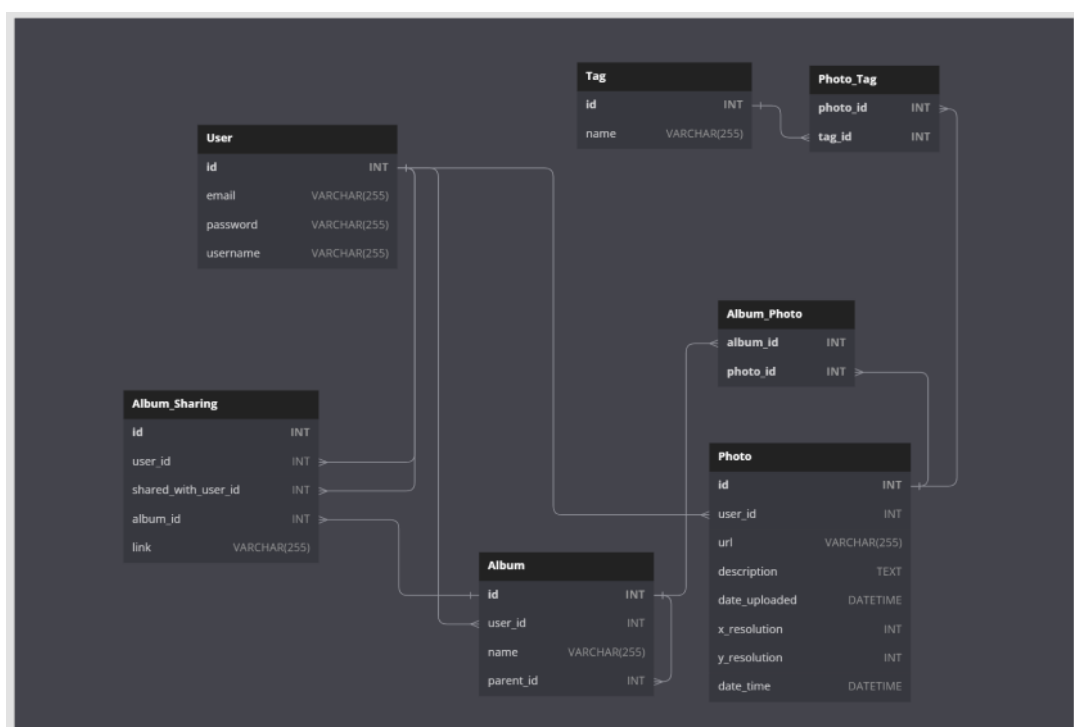 Tag
id INT
name VARCHAR(255)
Photo_Tag
photo_id INT
tag_id INT
User
id INT
email VARCHAR(255)
password VARCHAR(255)
username VARCHAR(255)
Album_Photo
album_id INT
photo_id INT
Album_Sharing
id INT
user_id INT
shared_with_user_id INT
album_id INT
link VARCHAR(255)
Photo
id INT
user_id INT
url VARCHAR(255)
description TEXT
date_uploaded DATETIME
x_resolution INT
y_resolution INT
date_time DATETIME
Album
id INT
user_id INT
name VARCHAR(255)
parent_id INT